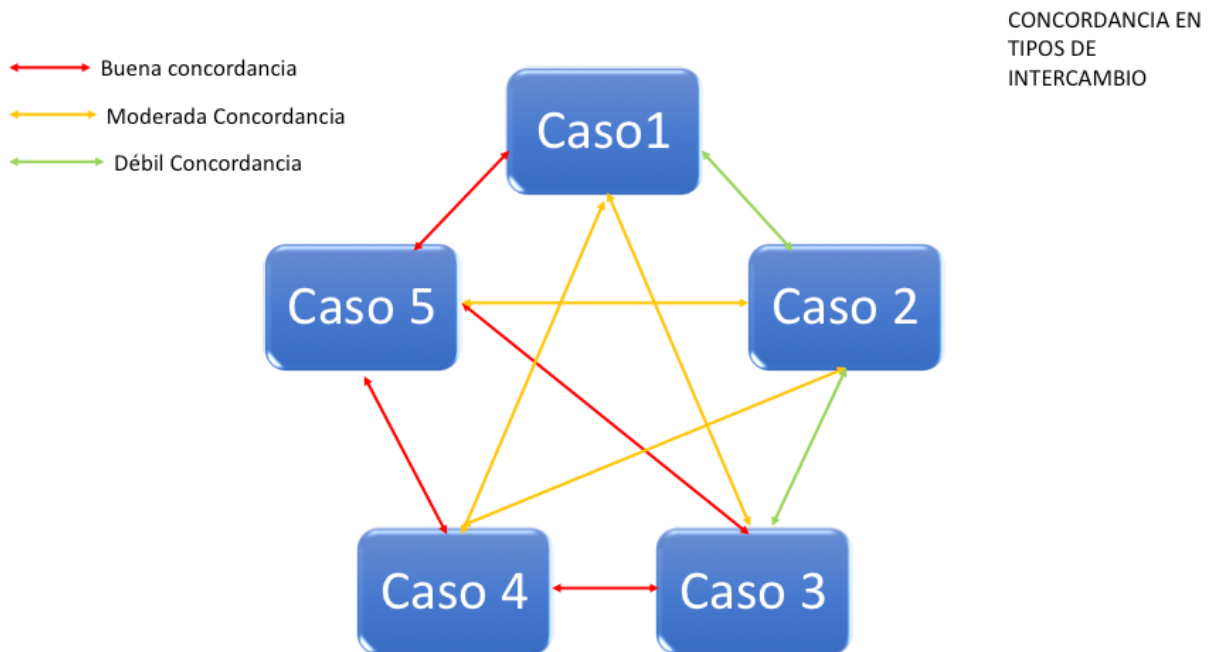 CONCORDANCIA EN
TIPOS DE
INTERCAMBIO
Buena concordancia
Moderada Concordancia
Débil Concordancia
Caso1
Caso 5
Caso 2
Caso 4
Caso 3